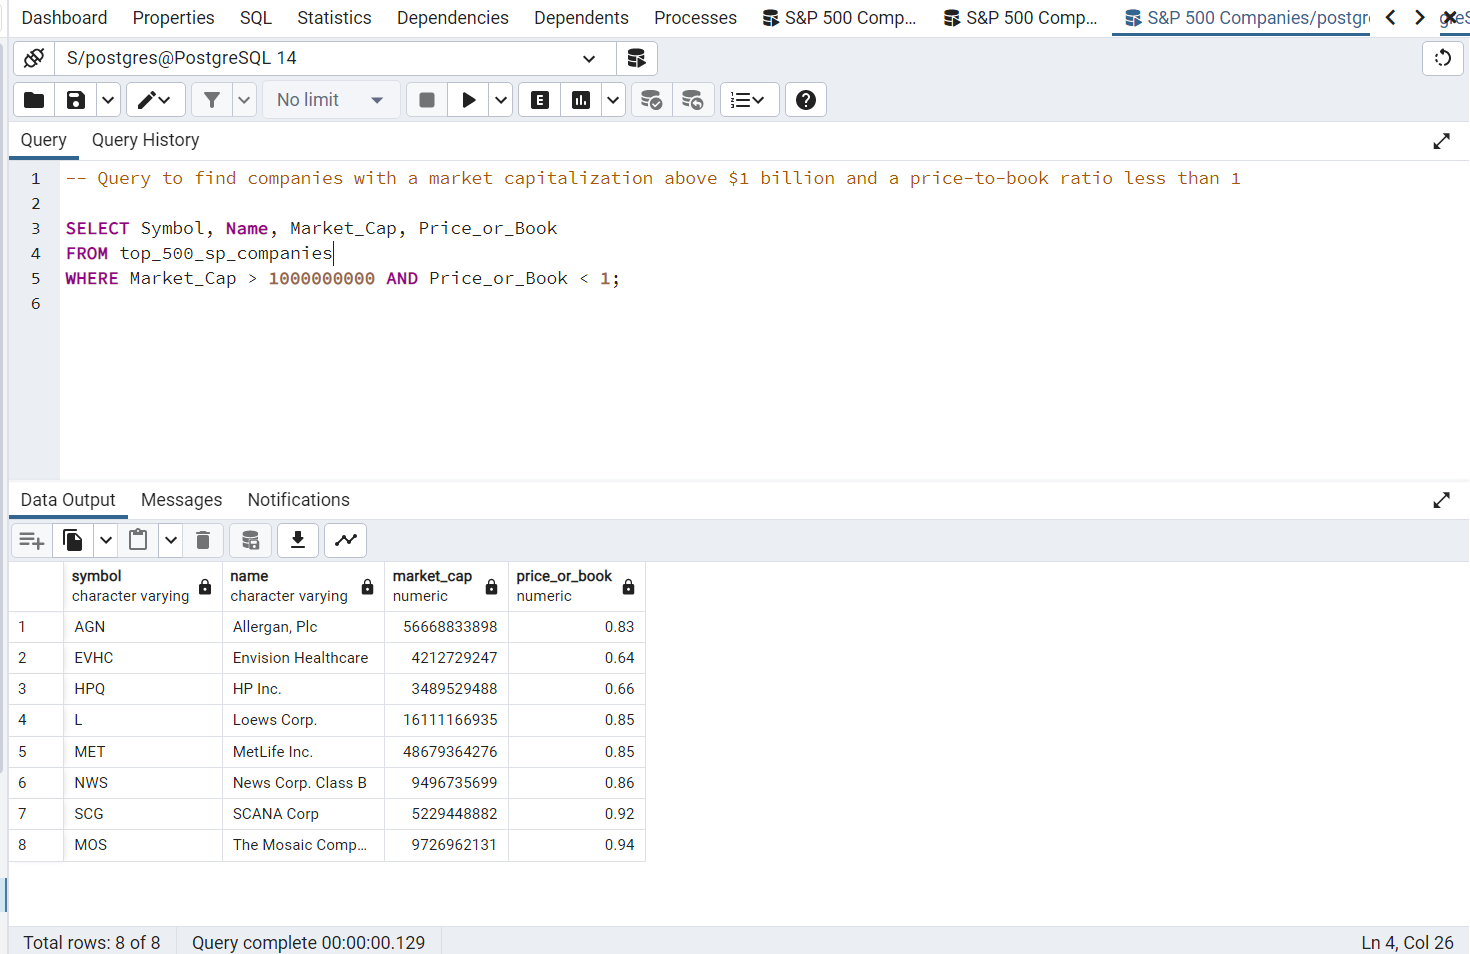 Dashboard Properties SQL Statistics Dependencies Dependents Processes S&P 500 Comp... S&P 500 Comp... S&P 500 Companies/postgr
S/postgres@PostgreSQL 14
No limit
Query Query History
1 -- Query to find companies with a market capitalization above $1 billion and a price-to-book ratio less than 1
2
3 SELECT Symbol, Name, Market_Cap, Price_or_Book
4 FROM top_500_sp_companies
5 WHERE Market_Cap > 1000000000 AND Price_or_Book < 1;
6
Data Output Messages Notifications
symbol name market_cap price_or_book
character varying character varying numeric numeric
1 AGN Allergan, Plc 56668833898 0.83
2 EVHC Envision Healthcare 4212729247 0.64
3 HPQ HP Inc. 3489529488 0.66
4 L Loews Corp. 16111166935 0.85
5 MET MetLife Inc. 48679364276 0.85
6 NWS News Corp. Class B 9496735699 0.86
7 SCG SCANA Corp 5229448882 0.92
8 MOS The Mosaic Comp... 9726962131 0.94
Total rows: 8 of 8 Query complete 00:00:00.129 Ln 4, Col 26